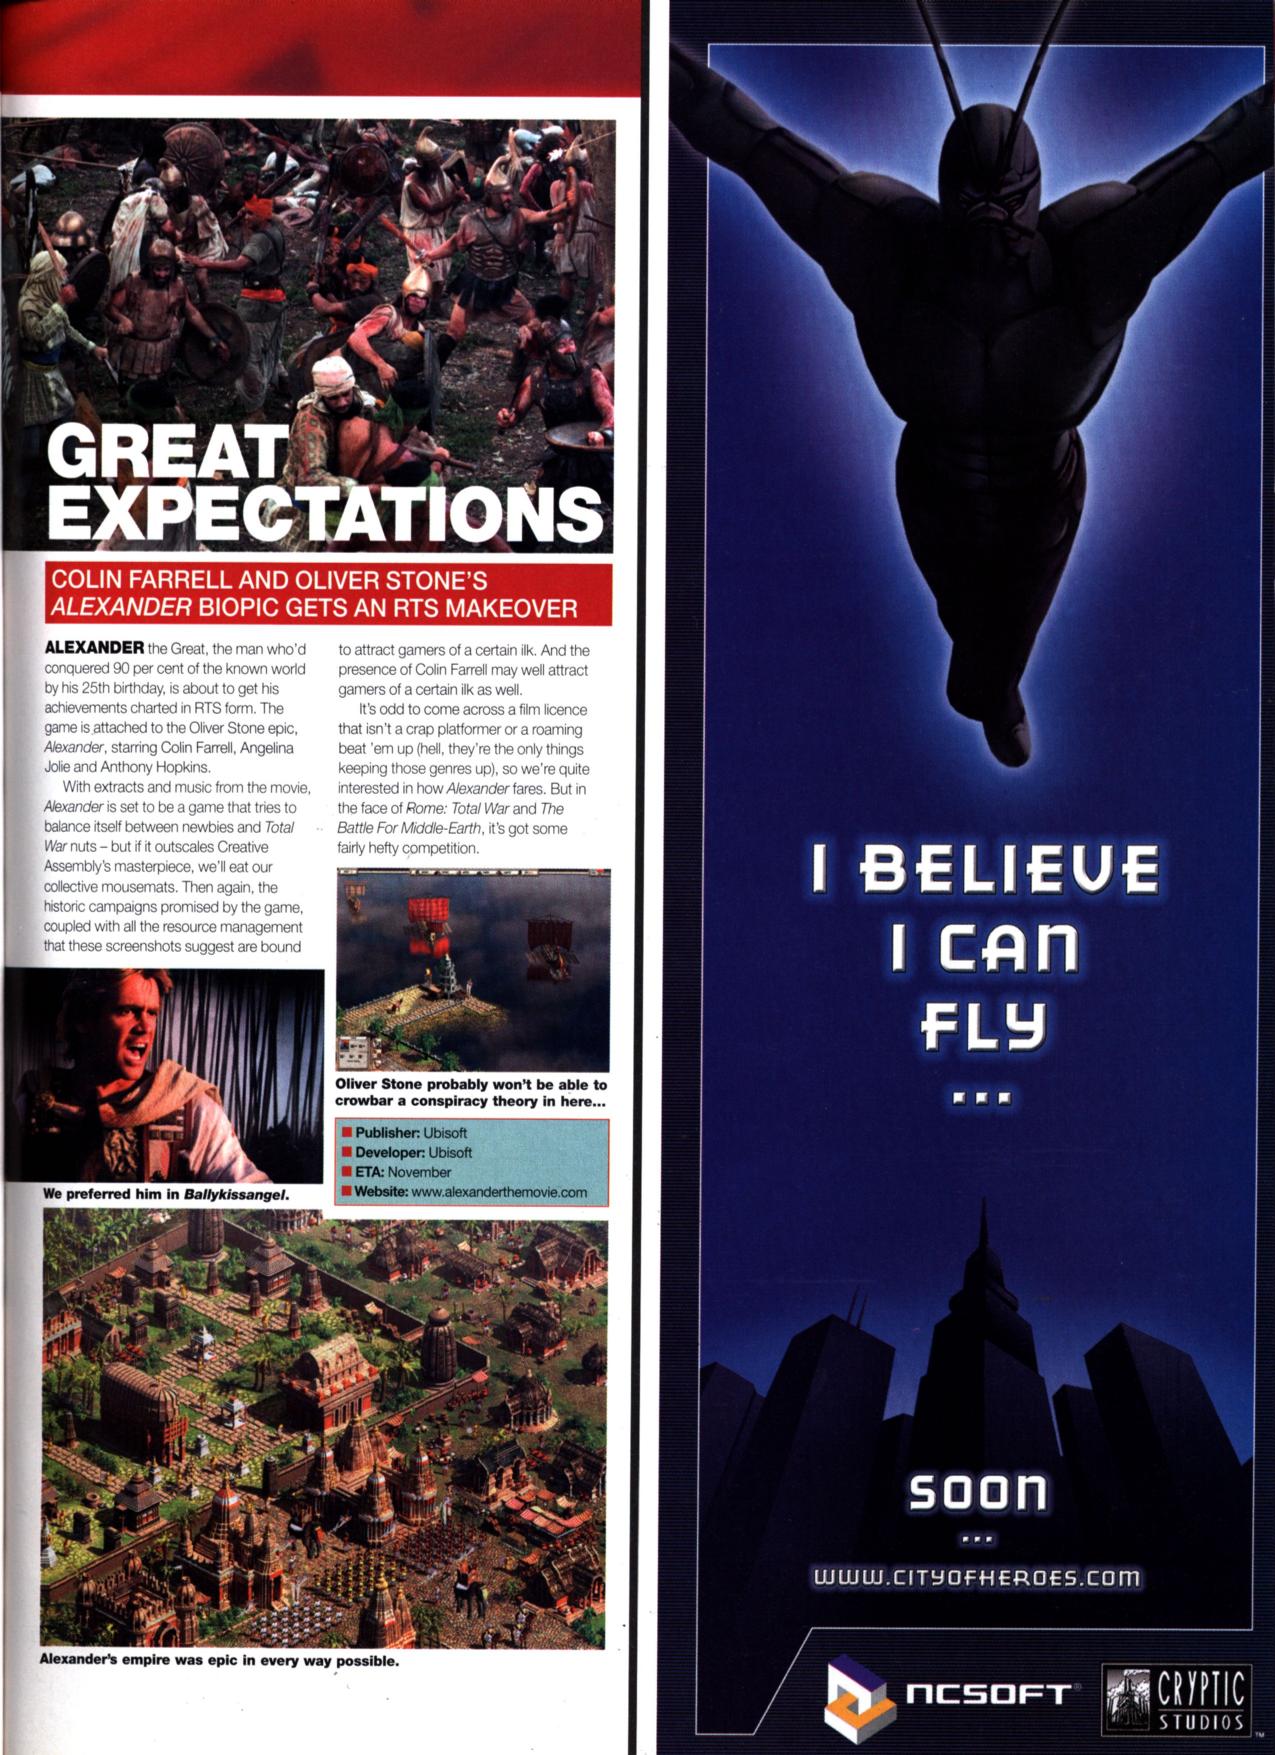 GREAT
EXPECTATIONS
COLIN FARRELL AND OLIVER STONE'S
ALEXANDER BIOPIC GETS AN RTS MAKEOVER
ALEXANDER the Great, the man who'd
conquered 90 per cent of the known world
by his 25th birthday, is about to get his
achievements charted in RTS form. The
game is attached to the Oliver Stone epic,
Alexander, starring Colin Farrell, Angelina
Jolie and Anthony Hopkins.
With extracts and music from the movie,
Alexander is set to be a game that tries to
balance itself between newbies and Total
War nuts – but if it outscales Creative
Assembly's masterpiece, we'll eat our
collective mousemats. Then again, the
historic campaigns promised by the game,
coupled with all the resource management
that these screenshots suggest are bound
to attract gamers of a certain ilk. And the
presence of Colin Farrell may well attract
gamers of a certain ilk as well.
It's odd to come across a film licence
that isn't a crap platformer or a roaming
beat 'em up (hell, they're the only things
keeping those genres up), so we're quite
interested in how Alexander fares. But in
the face of Rome: Total War and The
Battle For Middle-Earth, it's got some
fairly hefty competition.
Oliver Stone probably won't be able to
crowbar a conspiracy theory in here...
Publisher: Ubisoft
Developer: Ubisoft
ETA: November
Website: www.alexanderthemovie.com
We preferred him in Ballykissangel.
Alexander's empire was epic in every way possible.
I BELIEVE
I CAN
FLY
...
SOON
...
WWW.CITYOFHEROES.COM
NCSOFT®
CRYPTIC
STUDIOS
™